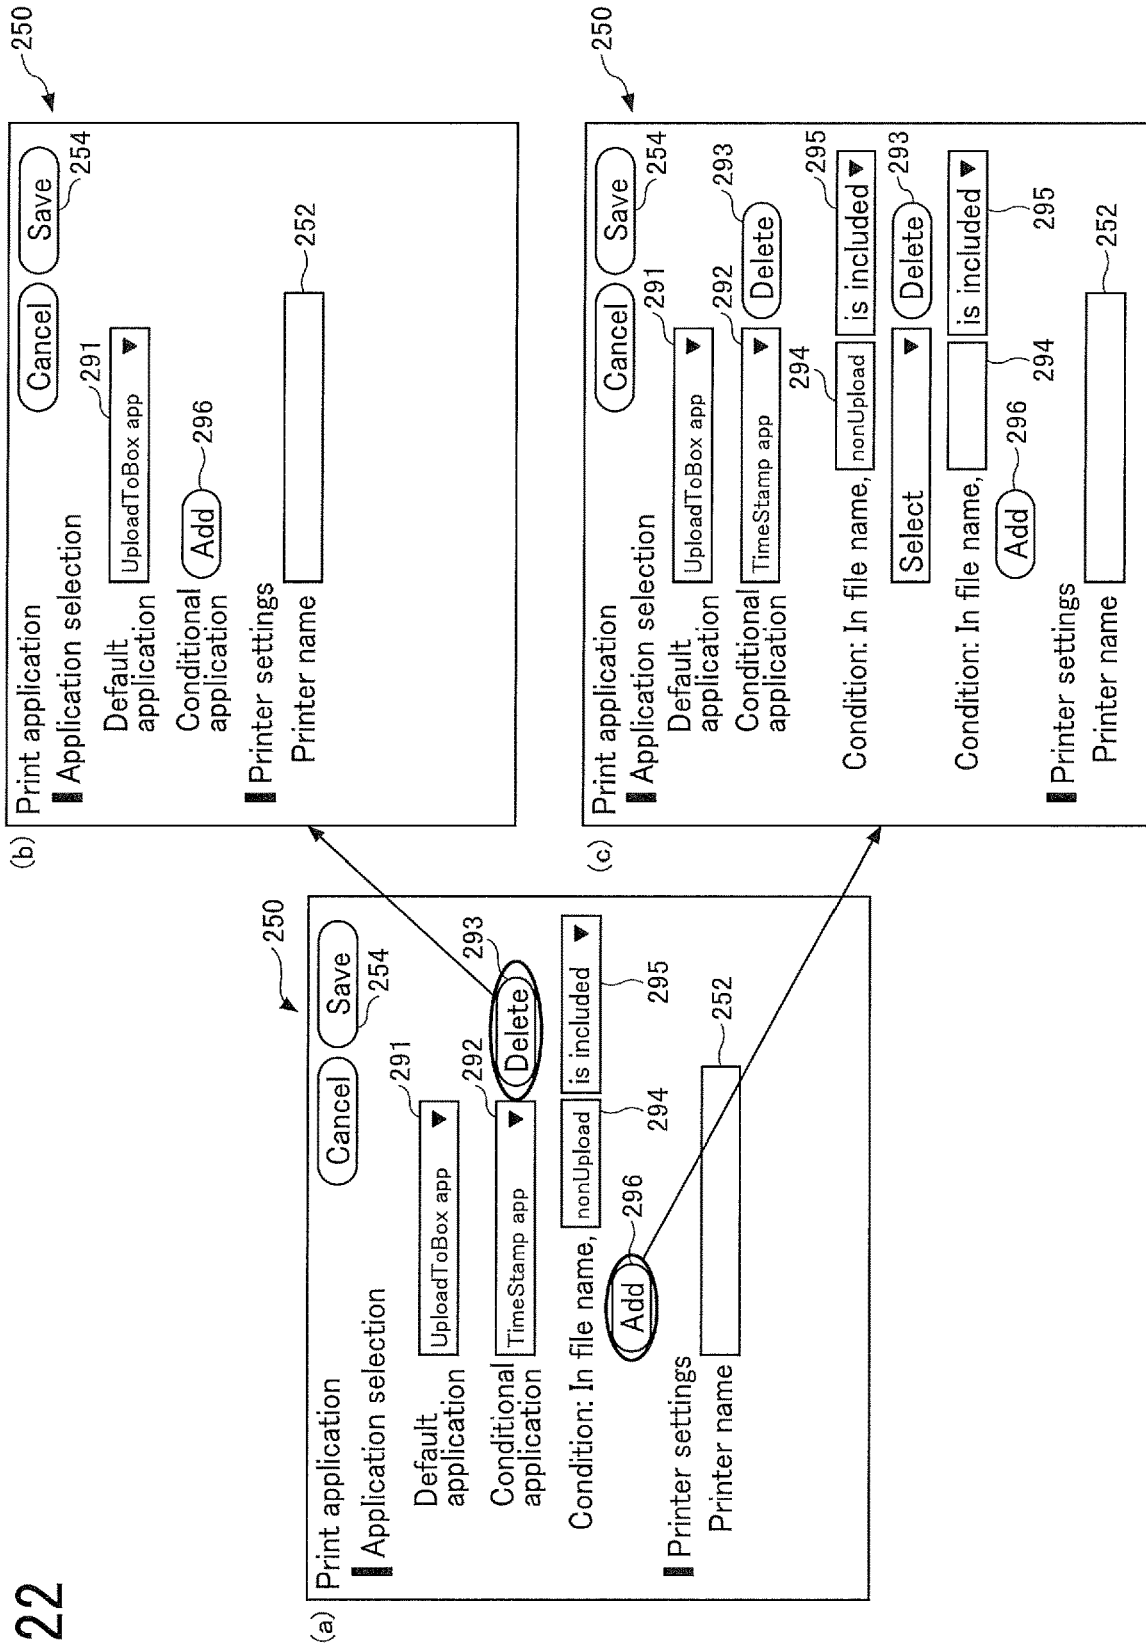 22
(a)
250
Print application
Cancel Save
254
Application selection
291
Default
application
UploadToBox app ▼
292
293
Conditional
application
TimeStamp app ▼
Delete
Condition: In file name, nonUpload is included ▼
294
295
296
Add
Printer settings
252
Printer name
(b)
250
Print application
Cancel Save
254
Application selection
291
Default
application
UploadToBox app ▼
Conditional
application
Add
296
Printer settings
252
Printer name
(c)
250
Print application
Cancel Save
254
Application selection
291
Default
application
UploadToBox app ▼
292
293
Conditional
application
TimeStamp app ▼
Delete
294
295
Condition: In file name, nonUpload is included ▼
Select ▼
Delete
293
Condition: In file name, is included ▼
294
295
Add
296
Printer settings
252
Printer name